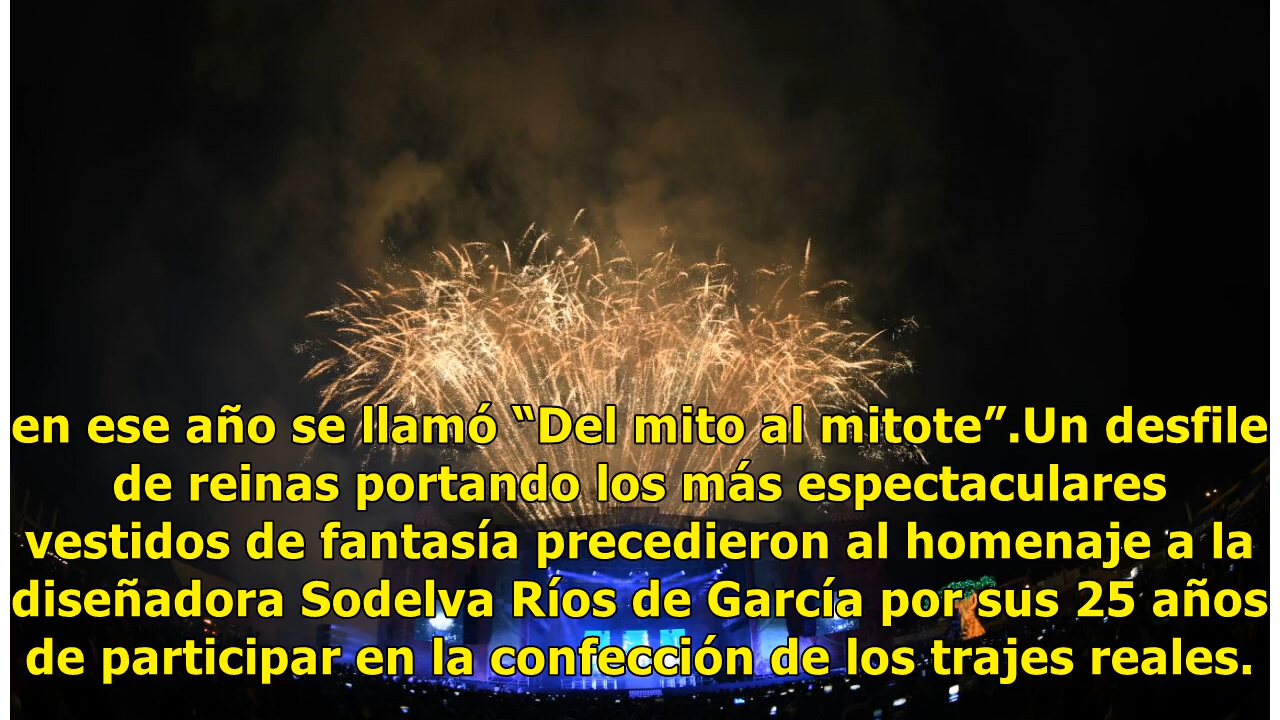 en ese año se llamó “Del mito al mitote”.Un desfile
de reinas portando los más espectaculares
vestidos de fantasía precedieron al homenaje a la
diseñadora Sodelva Ríos de García por sus 25 años
de participar en la confección de los trajes reales.